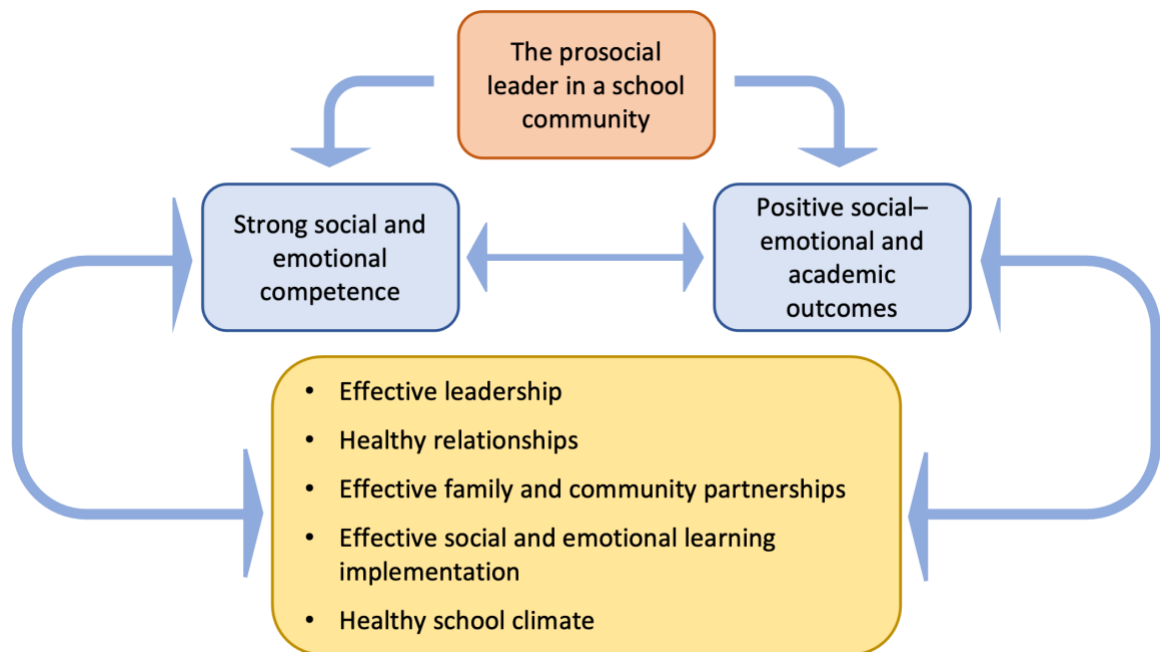 The prosocial
leader in a school
community
Strong social and
emotional
competence
Positive social–
emotional and
academic
outcomes
• Effective leadership
• Healthy relationships
• Effective family and community partnerships
• Effective social and emotional learning
implementation
• Healthy school climate